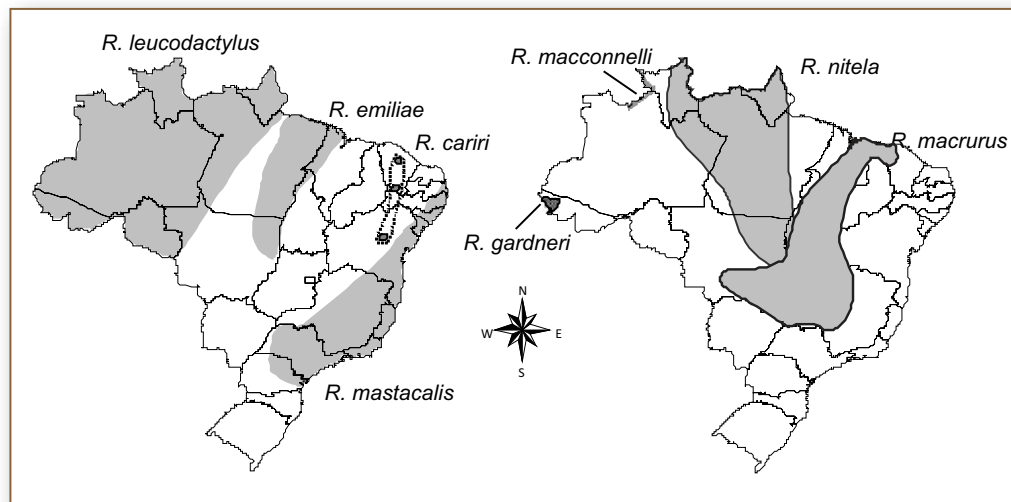 R. leucodactylus
R. emiliae
R. cariri
R. mastacalis
N
W E
S
R. macconnelli
R. nitela
R. macrurus
R. gardneri